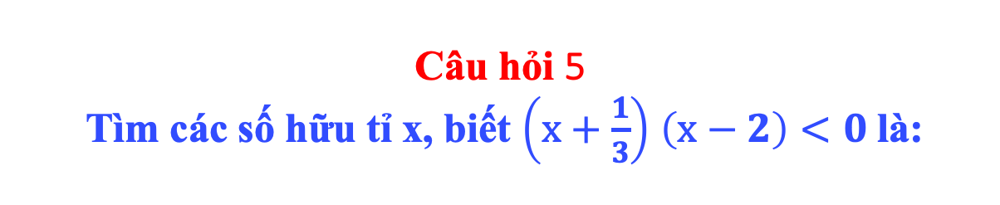 Câu hỏi 5
Tìm các số hữu tỉ x, biết (x + 1/3) (x − 2) < 0 là: